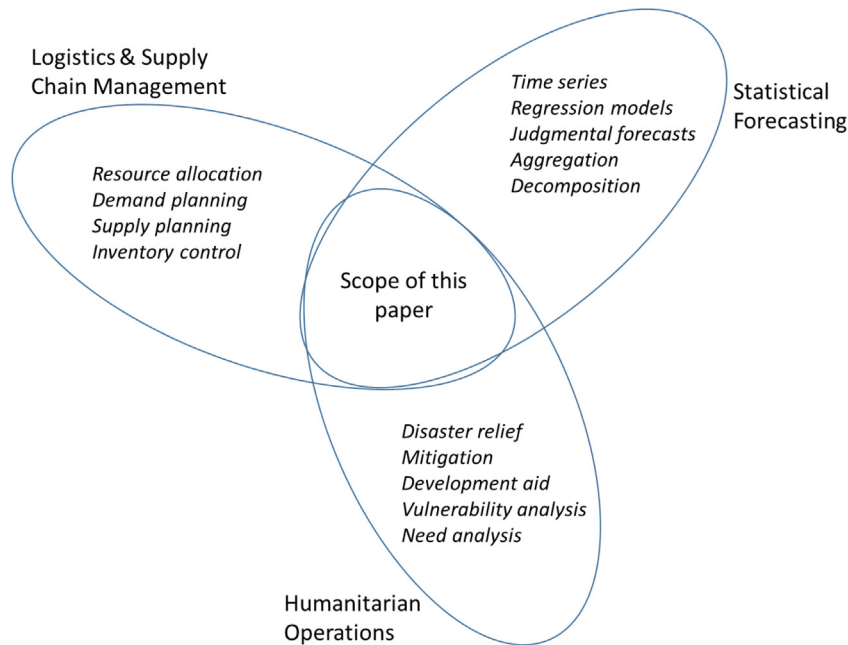 Logistics & Supply
Chain Management
Resource allocation
Demand planning
Supply planning
Inventory control
Time series
Regression models
Judgmental forecasts
Aggregation
Decomposition
Statistical
Forecasting
Scope of this
paper
Disaster relief
Mitigation
Development aid
Vulnerability analysis
Need analysis
Humanitarian
Operations